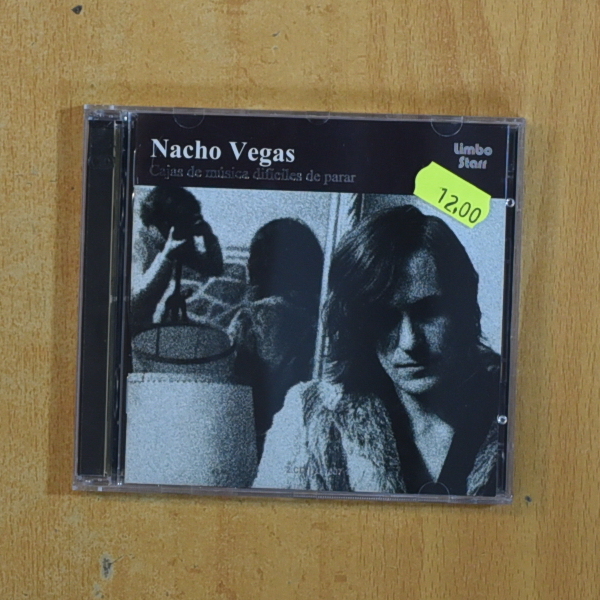 Nacho Vegas
Cajas de música difíciles de parar
Limbo
Starr
12,00